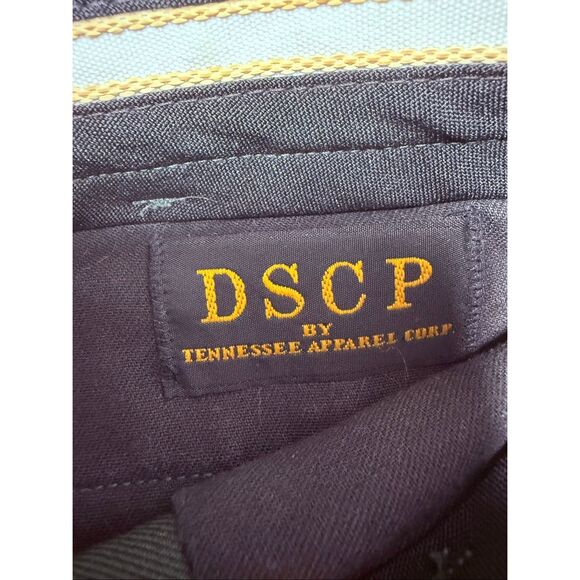 DSCP
BY
TENNESSEE APPAREL CORP.